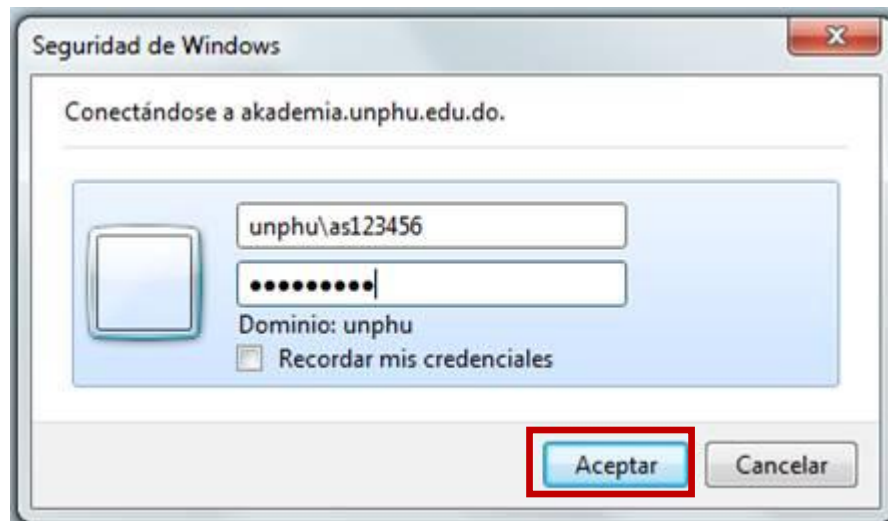 Seguridad de Windows
Conectándose a akademia.unphu.edu.do.
unphu\as123456
●●●●●●●●●
Dominio: unphu
Recordar mis credenciales
Aceptar
Cancelar